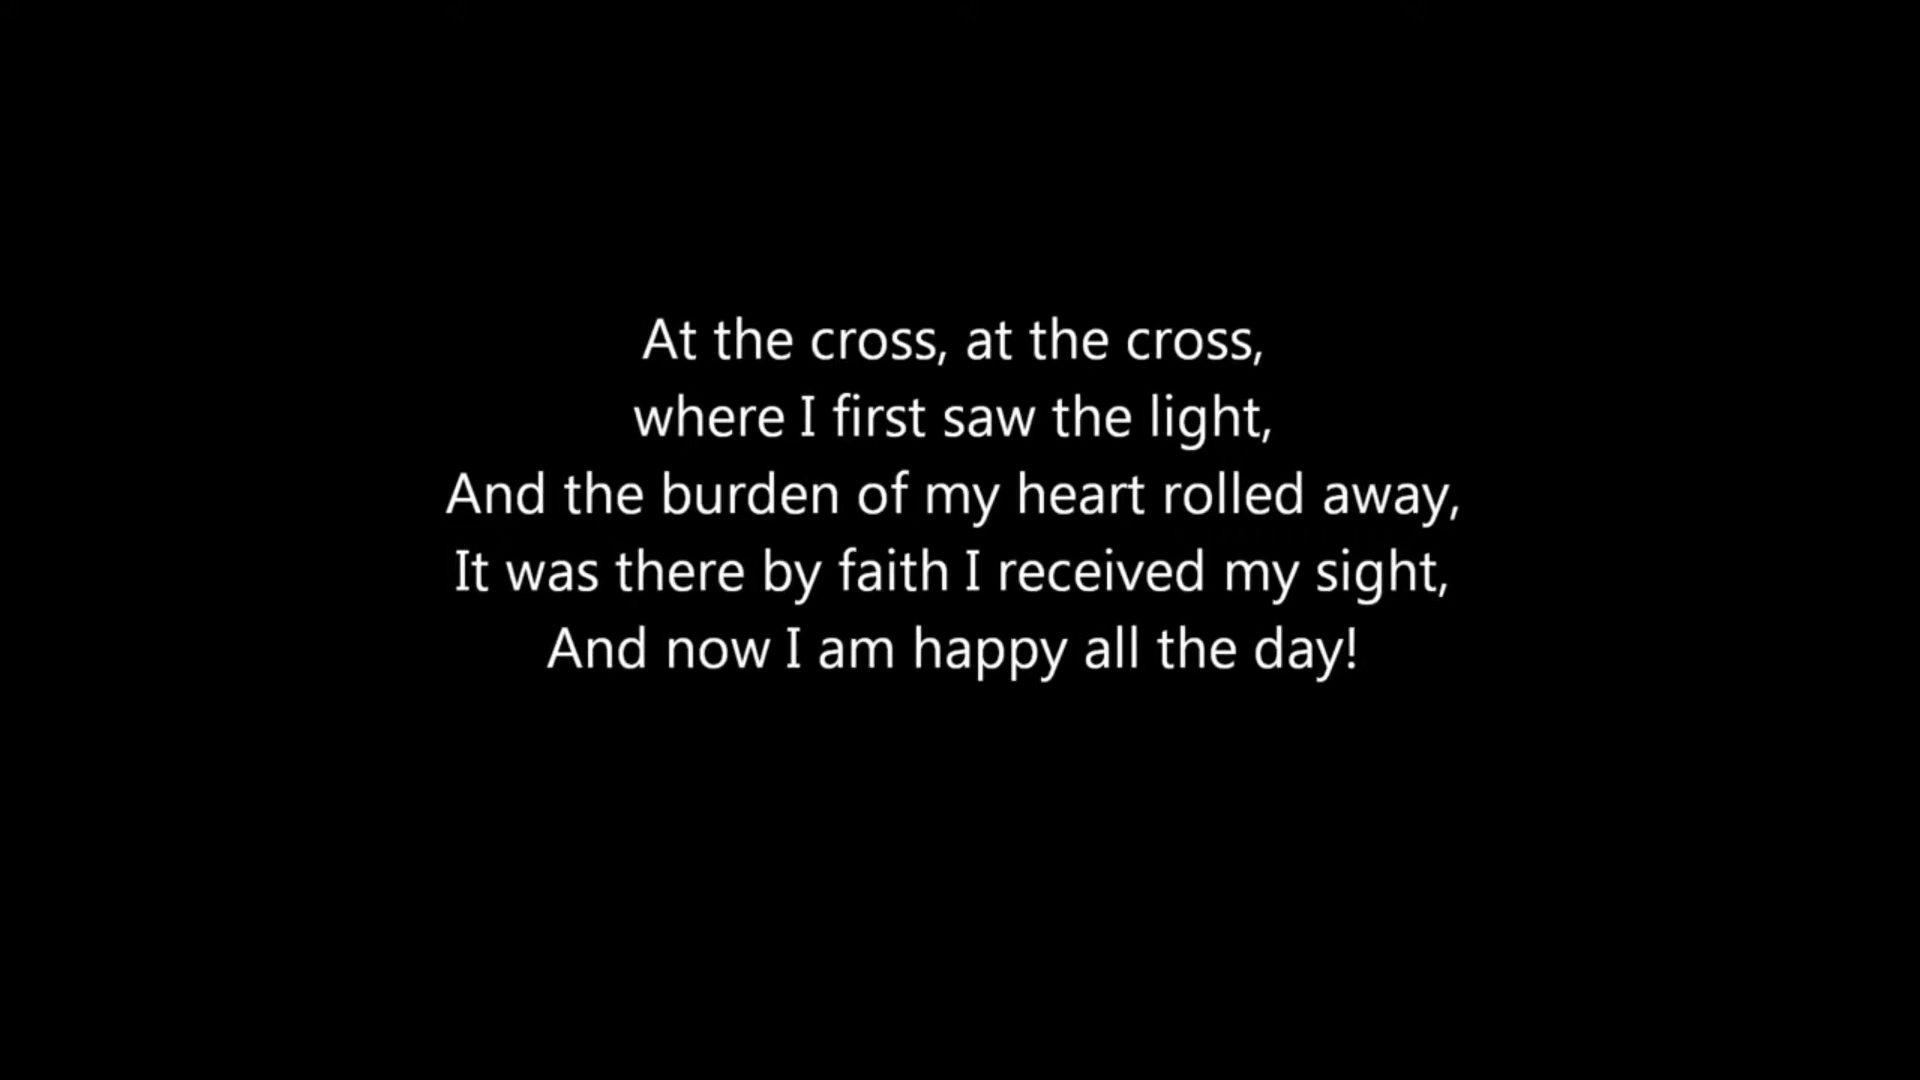 At the cross, at the cross,
where I first saw the light,
And the burden of my heart rolled away,
It was there by faith I received my sight,
And now I am happy all the day!